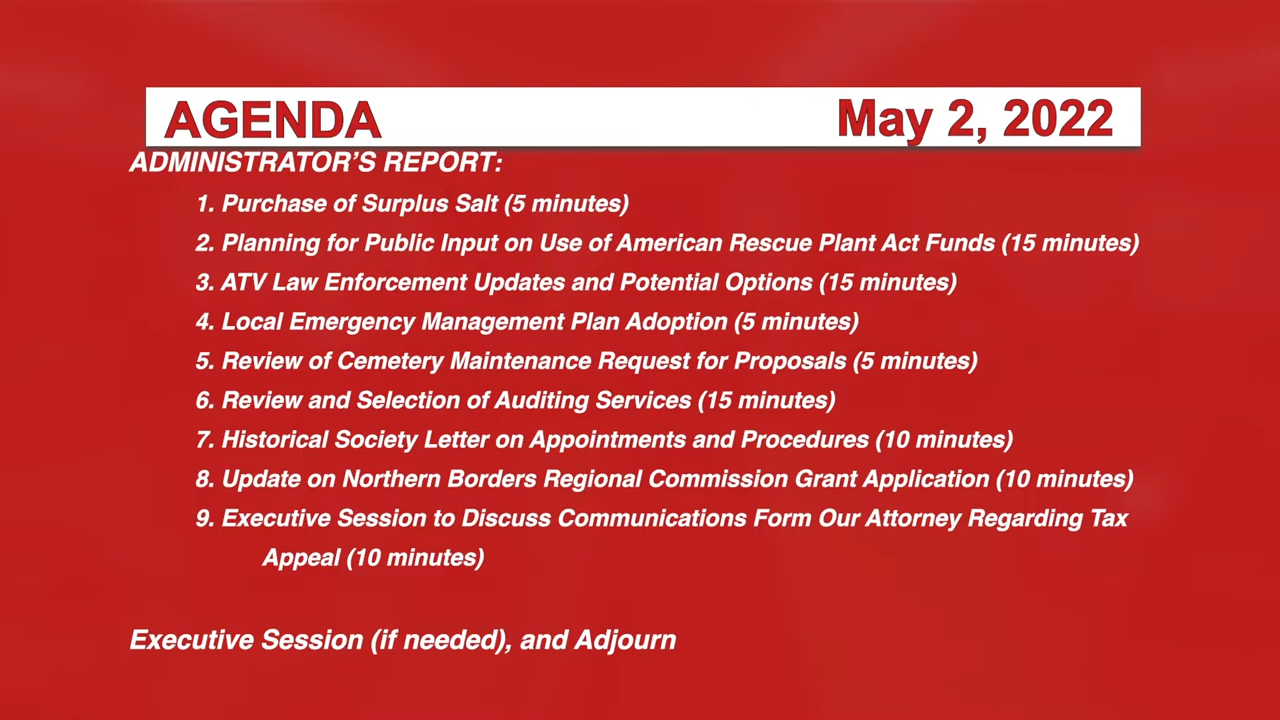 AGENDA May 2, 2022
ADMINISTRATOR'S REPORT:
1. Purchase of Surplus Salt (5 minutes)
2. Planning for Public Input on Use of American Rescue Plant Act Funds (15 minutes)
3. ATV Law Enforcement Updates and Potential Options (15 minutes)
4. Local Emergency Management Plan Adoption (5 minutes)
5. Review of Cemetery Maintenance Request for Proposals (5 minutes)
6. Review and Selection of Auditing Services (15 minutes)
7. Historical Society Letter on Appointments and Procedures (10 minutes)
8. Update on Northern Borders Regional Commission Grant Application (10 minutes)
9. Executive Session to Discuss Communications Form Our Attorney Regarding Tax
Appeal (10 minutes)
Executive Session (if needed), and Adjourn